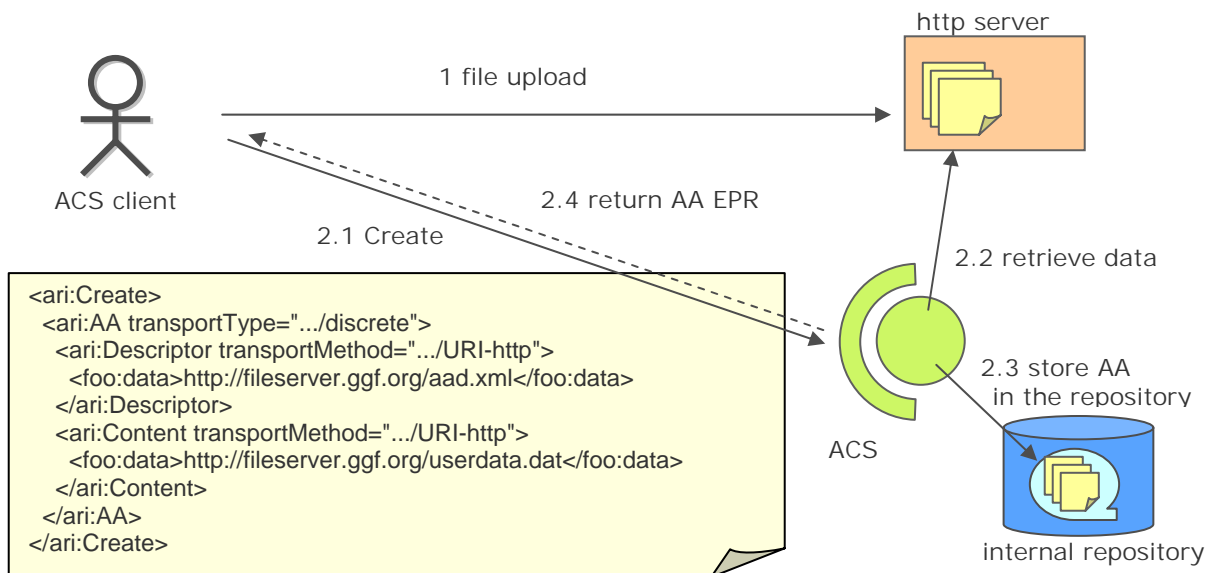 http server
1 file upload
ACS client
2.4 return AA EPR
2.1 Create
2.2 retrieve data
<ari:Create>
<ari:AA transportType=".../discrete">
<ari:Descriptor transportMethod=".../URI-http">
<foo:data>http://fileserver.ggf.org/aad.xml</foo:data>
</ari:Descriptor>
<ari:Content transportMethod=".../URI-http">
<foo:data>http://fileserver.ggf.org/userdata.dat</foo:data>
</ari:Content>
</ari:AA>
</ari:Create>
2.3 store AA
in the repository
ACS
internal repository